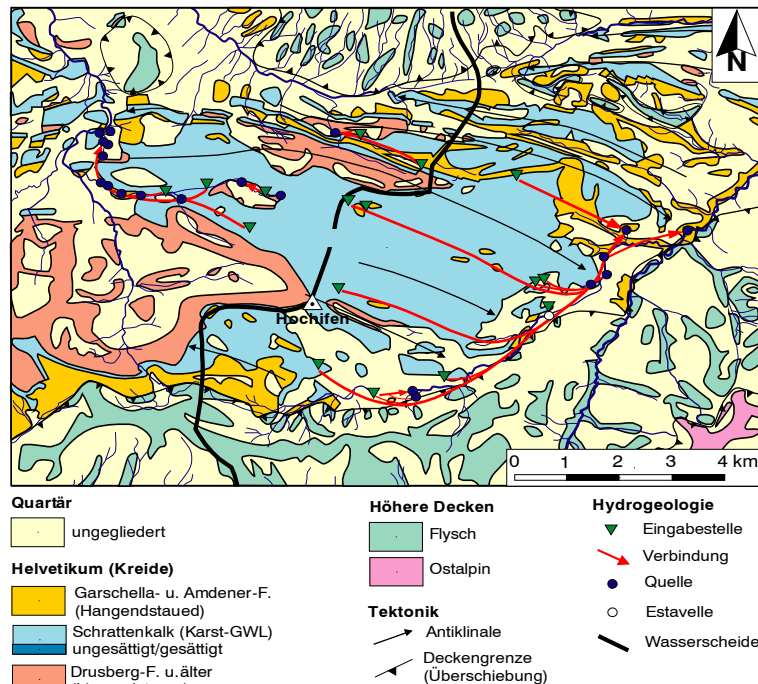 N
Hochifen
0 1 2 3 4 km
Quartär
ungegliedert
Helvetikum (Kreide)
Garschella- u. Amdener-F.
(Hangendstaued)
Schrattenkalk (Karst-GWL)
ungesättigt/gesättigt
Drusberg-F. u.älter
Höhere Decken
Flysch
Ostalpin
Tektonik
Antiklinale
Deckengrenze
(Überschiebung)
Hydrogeologie
Eingabestelle
Verbindung
Quelle
Estavelle
Wasserscheide